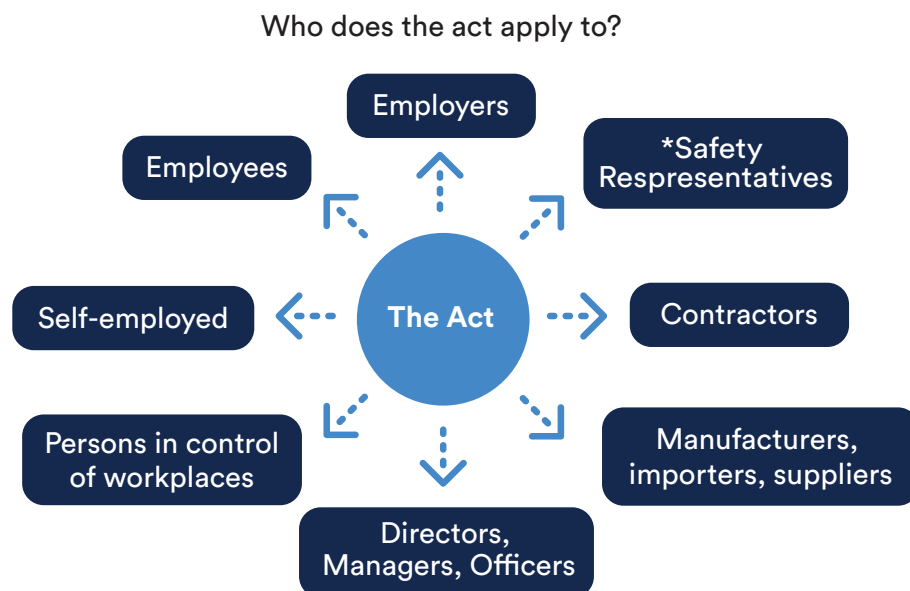 Who does the act apply to?
Employers
*Safety
Respresentatives
Employees
The Act
Self-employed
Contractors
Persons in control
of workplaces
Manufacturers,
importers, suppliers
Directors,
Managers, Officers